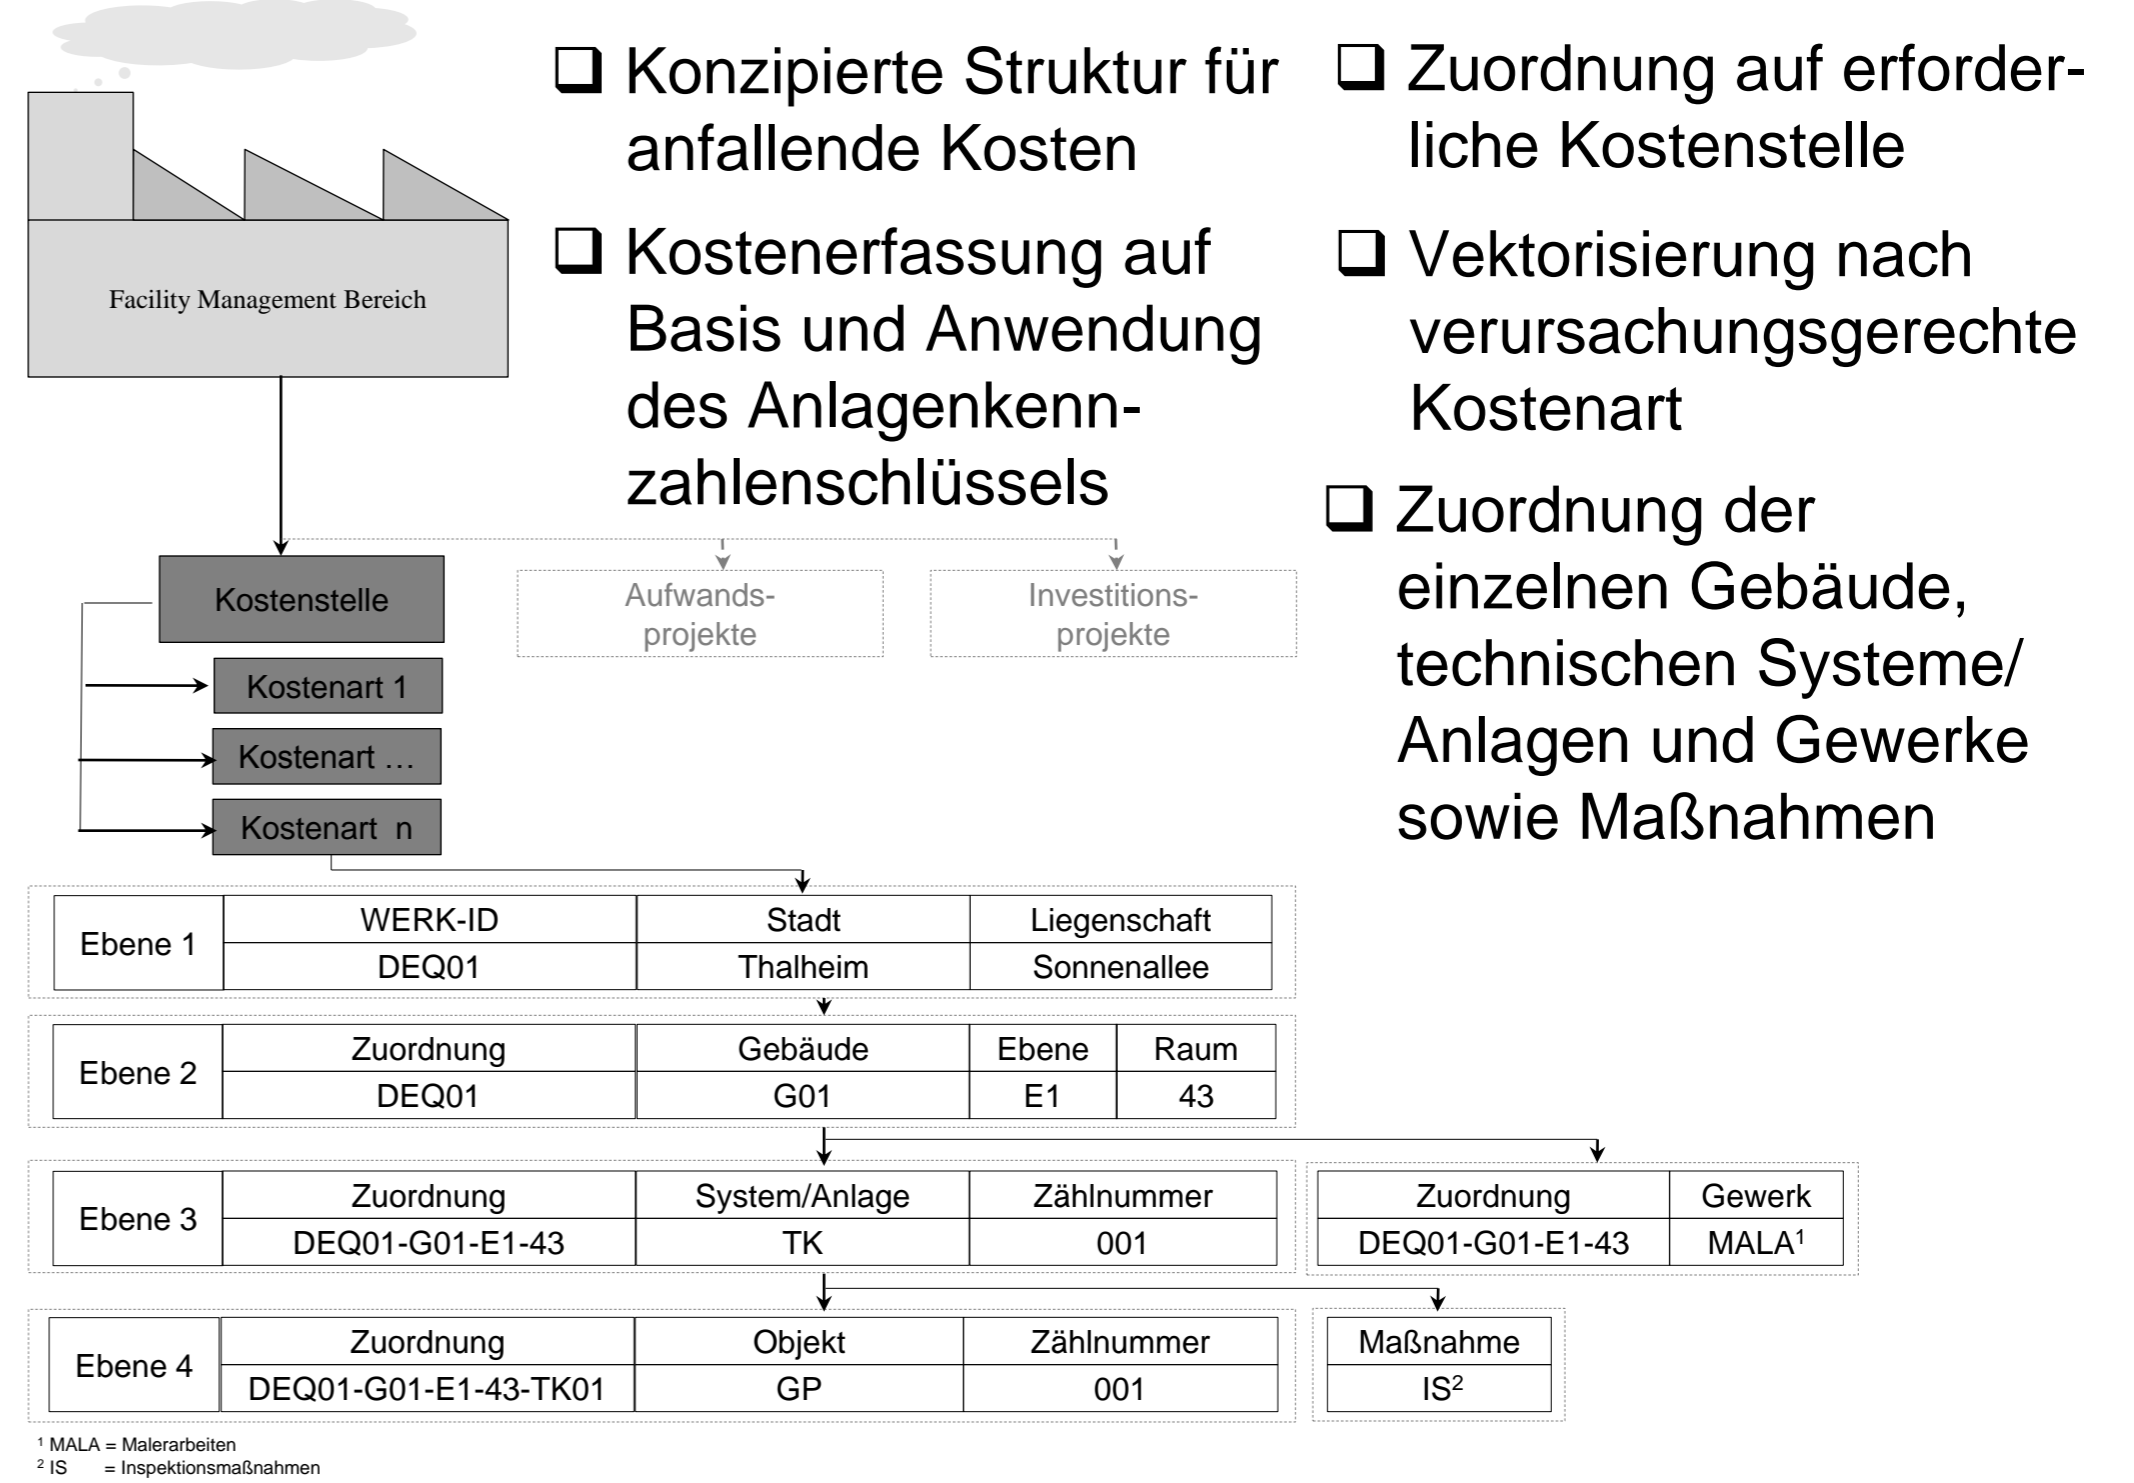 ❑ Konzipierte Struktur für
anfallende Kosten
❑ Kostenerfassung auf
Basis und Anwendung
des Anlagenkenn-
zahlenschlüssels
❑ Zuordnung auf erforder-
liche Kostenstelle
❑ Vektorisierung nach
verursachungsgerechte
Kostenart
❑ Zuordnung der
einzelnen Gebäude,
technischen Systeme/
Anlagen und Gewerke
sowie Maßnahmen
Facility Management Bereich
Kostenstelle
Aufwands-
projekte
Investitions-
projekte
Kostenart 1
Kostenart …
Kostenart n
Ebene 1
WERK-ID Stadt Liegenschaft
DEQ01 Thalheim Sonnenallee
Ebene 2
Zuordnung Gebäude Ebene Raum
DEQ01 G01 E1 43
Ebene 3
Zuordnung System/Anlage Zählnummer
DEQ01-G01-E1-43 TK 001
Zuordnung Gewerk
DEQ01-G01-E1-43 MALA¹
Ebene 4
Zuordnung Objekt Zählnummer
DEQ01-G01-E1-43-TK01 GP 001
Maßnahme
IS²
¹ MALA = Malerarbeiten
² IS = Inspektionsmaßnahmen